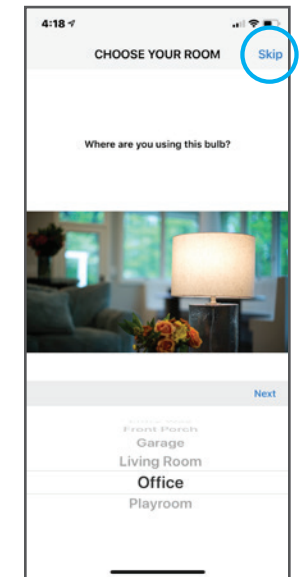 4:18
CHOOSE YOUR ROOM Skip
Where are you using this bulb?
Next
Front Porch
Garage
Living Room
Office
Playroom